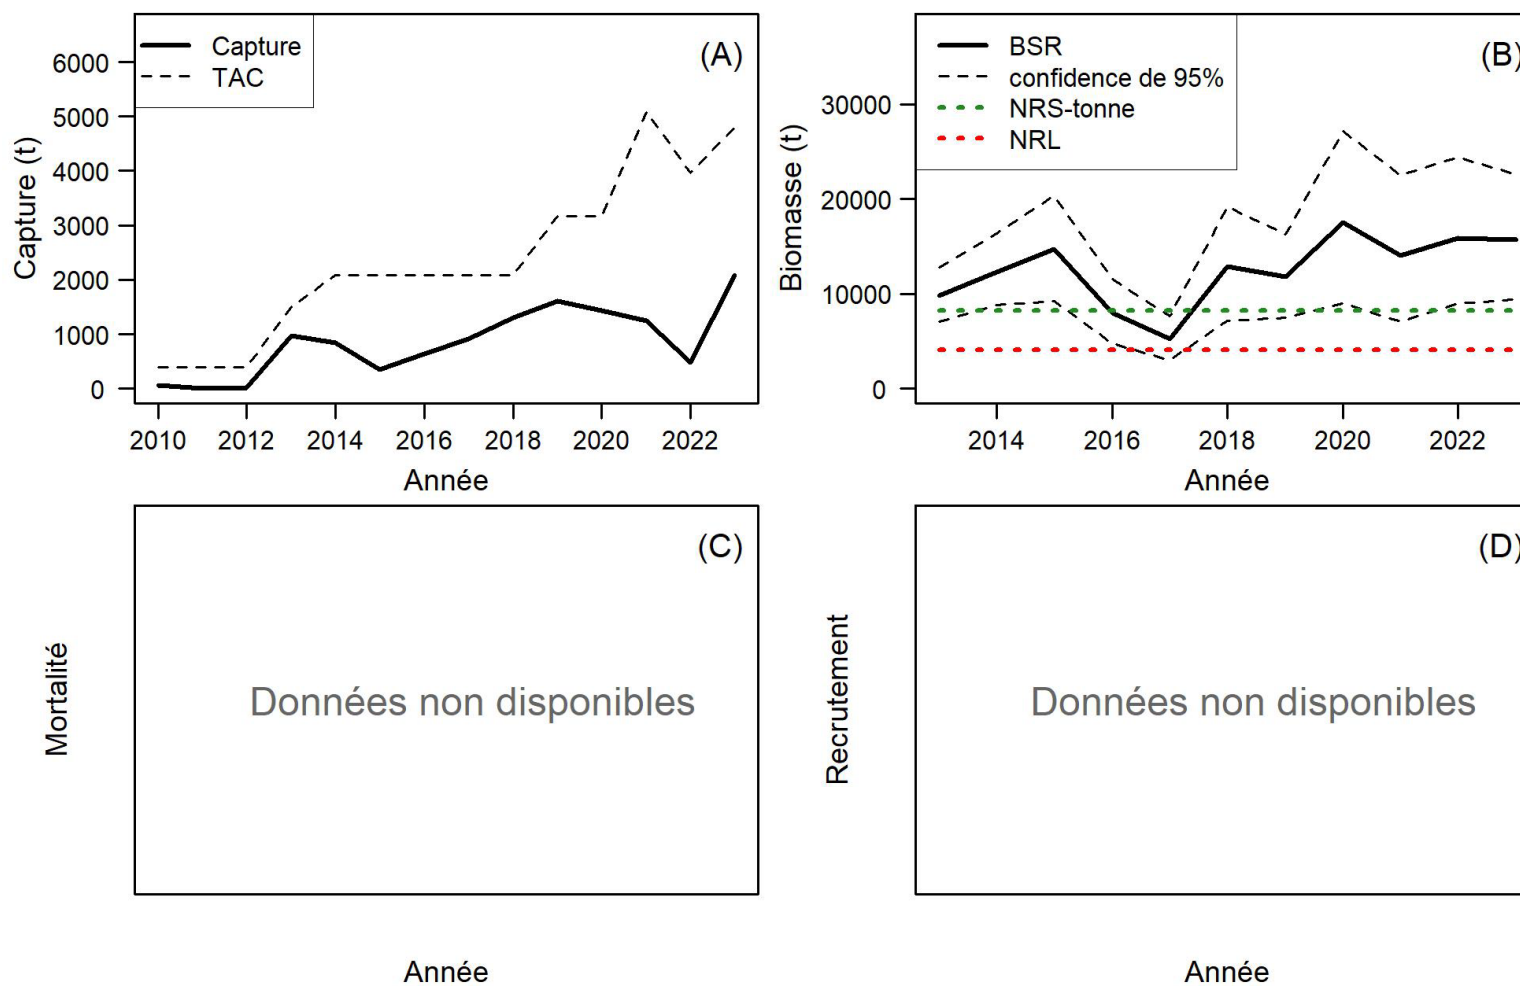 Capture
TAC
(A)
6000
5000
4000
3000
2000
1000
0
Capture (t)
2010 2012 2014 2016 2018 2020 2022
Année
BSR
confidence de 95%
NRS-tonne
NRL
(B)
30000
20000
10000
0
Biomasse (t)
2014 2016 2018 2020 2022
Année
(C)
Mortalité
Données non disponibles
Année
(D)
Recrutement
Données non disponibles
Année